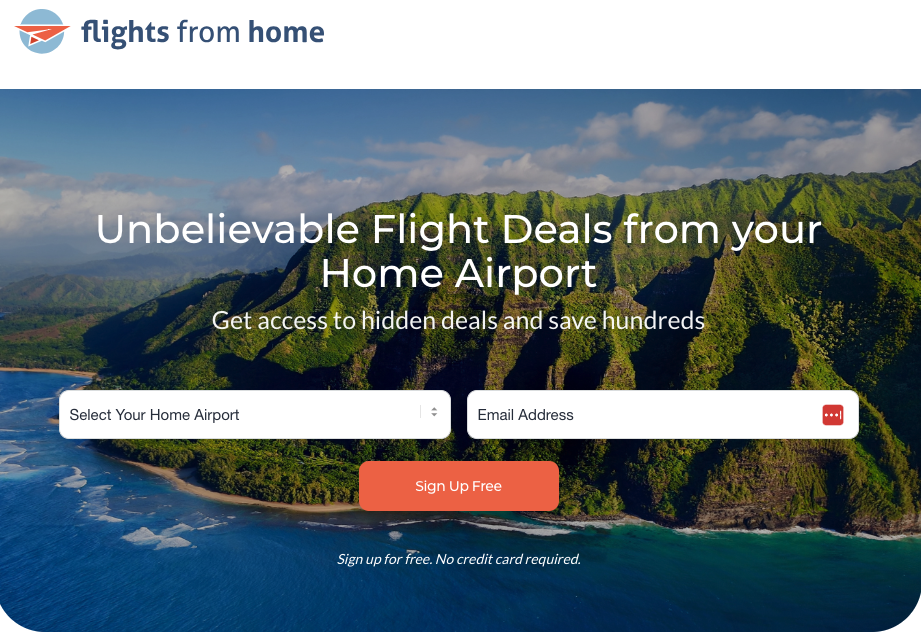 flights from home
Unbelievable Flight Deals from your
Home Airport
Get access to hidden deals and save hundreds
Select Your Home Airport
Email Address
Sign Up Free
Sign up for free. No credit card required.